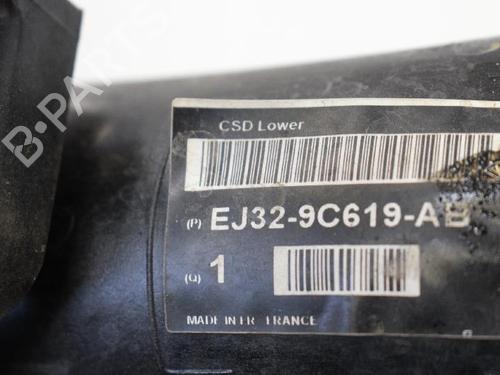 B-PARTS
CSD Lower
(P) EJ32-9C619-AB
(Q) 1
MADE IN FR FRANCE